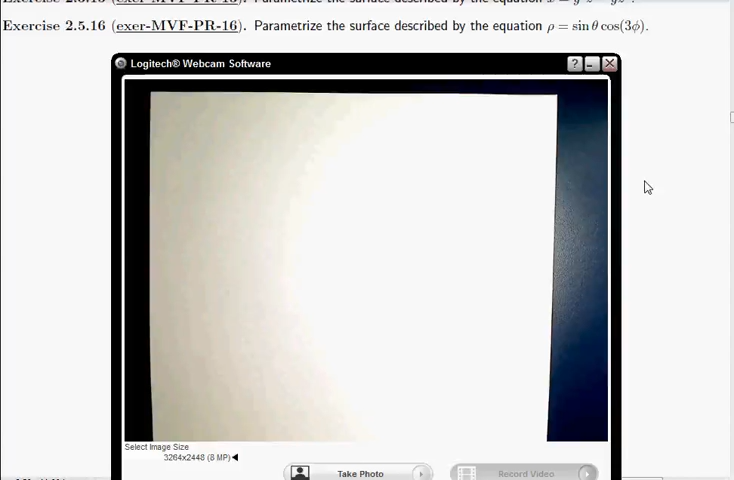 Exercise 2.5.16 (exer-MVF-PR-16). Parametrize the surface described by the equation ρ = sin θ cos(3ϕ).
Logitech® Webcam Software
Select Image Size
3264x2448 (8 MP)
Take Photo
Record Video